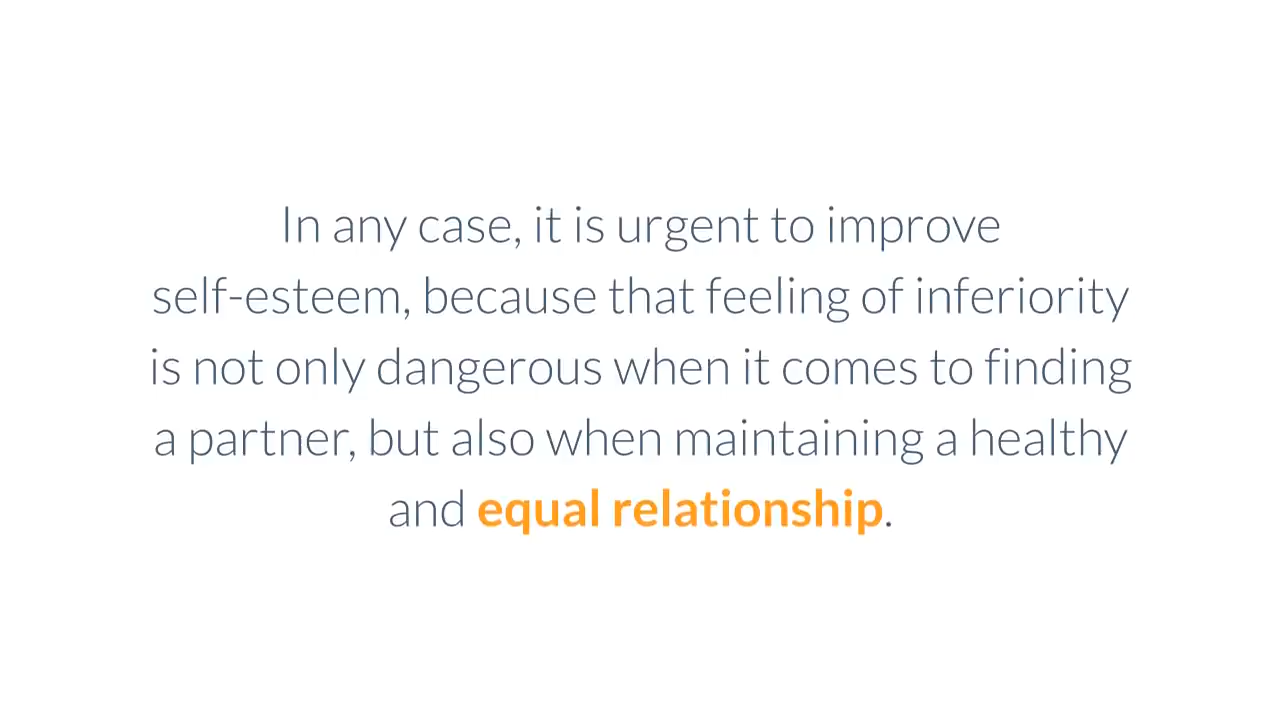 In any case, it is urgent to improve
self-esteem, because that feeling of inferiority
is not only dangerous when it comes to finding
a partner, but also when maintaining a healthy
and equal relationship.